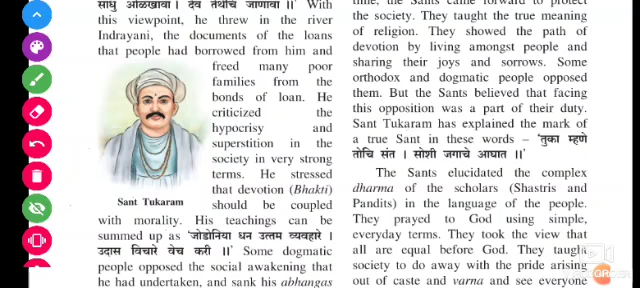 साधु ओळखावा । देव तेथेचि जाणावा ॥' With
this viewpoint, he threw in the river
Indrayani, the documents of the loans
that people had borrowed from him and
freed many poor
families from the
bonds of loan. He
criticized the
hypocrisy and
superstition in the
society in very strong
terms. He stressed
that devotion (Bhakti)
should be coupled
Sant Tukaram
with morality. His teachings can be
summed up as 'जोडोनिया धन उत्तम व्यवहारे ।
उदास विचारे वेच करी ॥' Some dogmatic
people opposed the social awakening that
he had undertaken, and sank his abhangas
time, the Sants came forward to protect
the society. They taught the true meaning
of religion. They showed the path of
devotion by living amongst people and
sharing their joys and sorrows. Some
orthodox and dogmatic people opposed
them. But the Sants believed that facing
this opposition was a part of their duty.
Sant Tukaram has explained the mark of
a true Sant in these words – 'तुका म्हणे
तोचि संत । सोशी जगाचे आघात ॥'
The Sants elucidated the complex
dharma of the scholars (Shastris and
Pandits) in the language of the people.
They prayed to God using simple,
everyday terms. They took the view that
all are equal before God. They taught
society to do away with the pride arising
out of caste and varna and see everyone